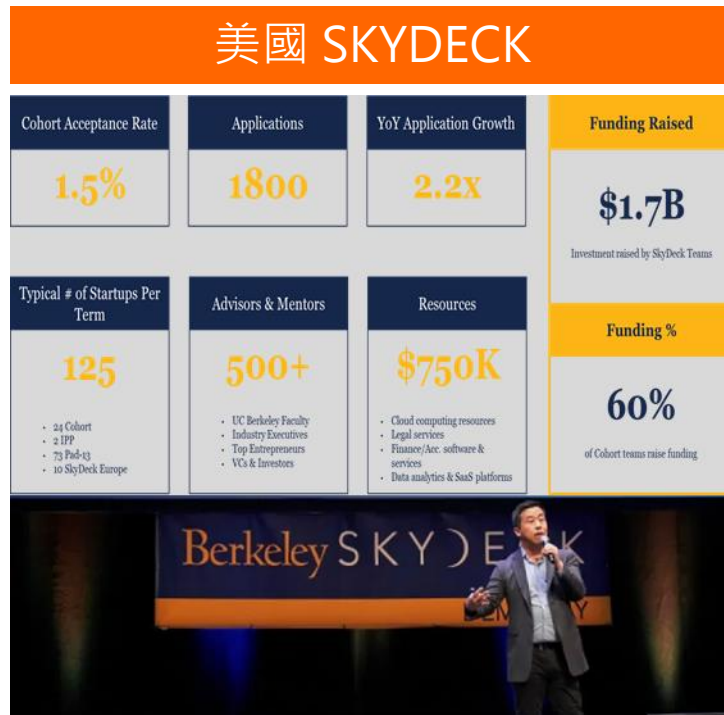 美國 SKYDECK
Cohort Acceptance Rate
1.5%
Applications
1800
YoY Application Growth
2.2x
Funding Raised
$1.7B
Investment raised by SkyDeck Teams
Typical # of Startups Per
Term
125
• 24 Cohort
• 2 IPP
• 73 Pad-13
• 10 SkyDeck Europe
Advisors & Mentors
500+
• UC Berkeley Faculty
• Industry Executives
• Top Entrepreneurs
• VCs & Investors
Resources
$750K
• Cloud computing resources
• Legal services
• Finance/Acc. software &
services
• Data analytics & SaaS platforms
Funding %
60%
of Cohort teams raise funding
Berkeley SKYDECK